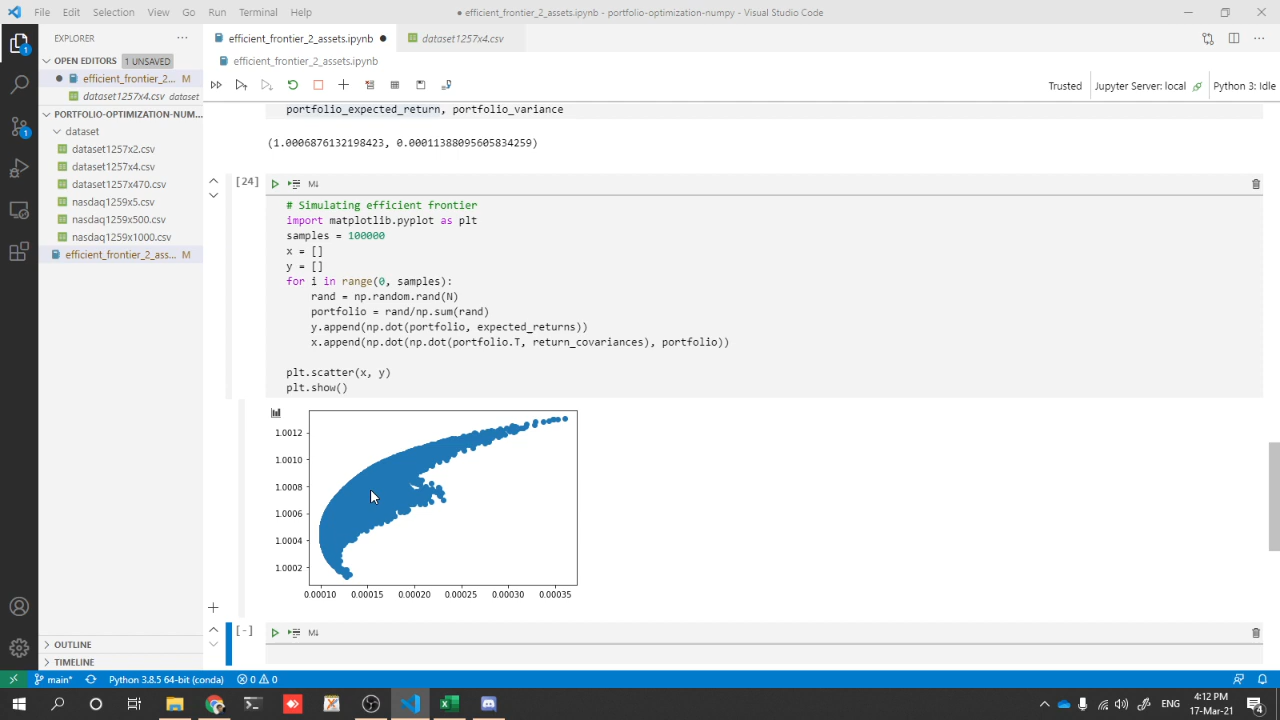 File Edit Selection View Go Run Terminal Help
● efficient_frontier_2_assets.ipynb - portfolio-optimization-numpy - Visual Studio Code
EXPLORER
OPEN EDITORS 1 UNSAVED
efficient_frontier_2... M
dataset1257x4.csv dataset
PORTFOLIO-OPTIMIZATION-NUM...
dataset
dataset1257x2.csv
dataset1257x4.csv
dataset1257x470.csv
nasdaq1259x5.csv
nasdaq1259x500.csv
nasdaq1259x1000.csv
efficient_frontier_2_ass... M
OUTLINE
TIMELINE
efficient_frontier_2_assets.ipynb ●
dataset1257x4.csv
efficient_frontier_2_assets.ipynb
Trusted Jupyter Server: local Python 3: Idle
portfolio_expected_return, portfolio_variance
(1.0006876132198423, 0.00011388095605834259)
[24]
M↓
# Simulating efficient frontier
import matplotlib.pyplot as plt
samples = 100000
x = []
y = []
for i in range(0, samples):
rand = np.random.rand(N)
portfolio = rand/np.sum(rand)
y.append(np.dot(portfolio, expected_returns))
x.append(np.dot(np.dot(portfolio.T, return_covariances), portfolio))
plt.scatter(x, y)
plt.show()
1.0012
1.0010
1.0008
1.0006
1.0004
1.0002
0.00010 0.00015 0.00020 0.00025 0.00030 0.00035
[-]
M↓
main* Python 3.8.5 64-bit (conda) 0 0
ENG
4:12 PM
17-Mar-21